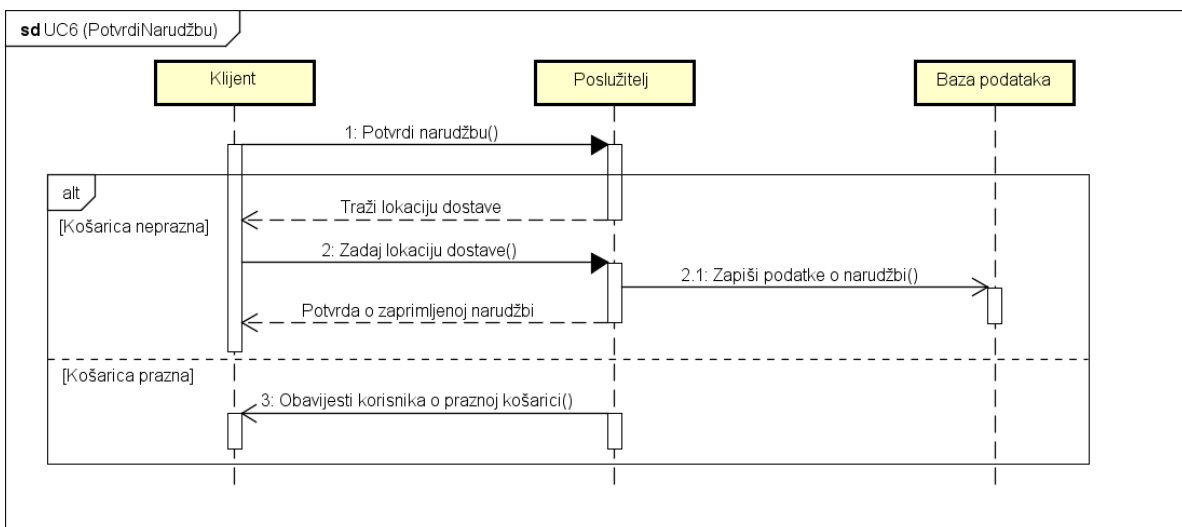 sd UC6 (PotvrdiNarudžbu)
Klijent
Poslužitelj
Baza podataka
1: Potvrdi narudžbu()
alt
[Košarica neprazna]
Traži lokaciju dostave
2: Zadaj lokaciju dostave()
2.1: Zapiši podatke o narudžbi()
Potvrda o zaprimljenoj narudžbi
[Košarica prazna]
3: Obavijesti korisnika o praznoj košarici()